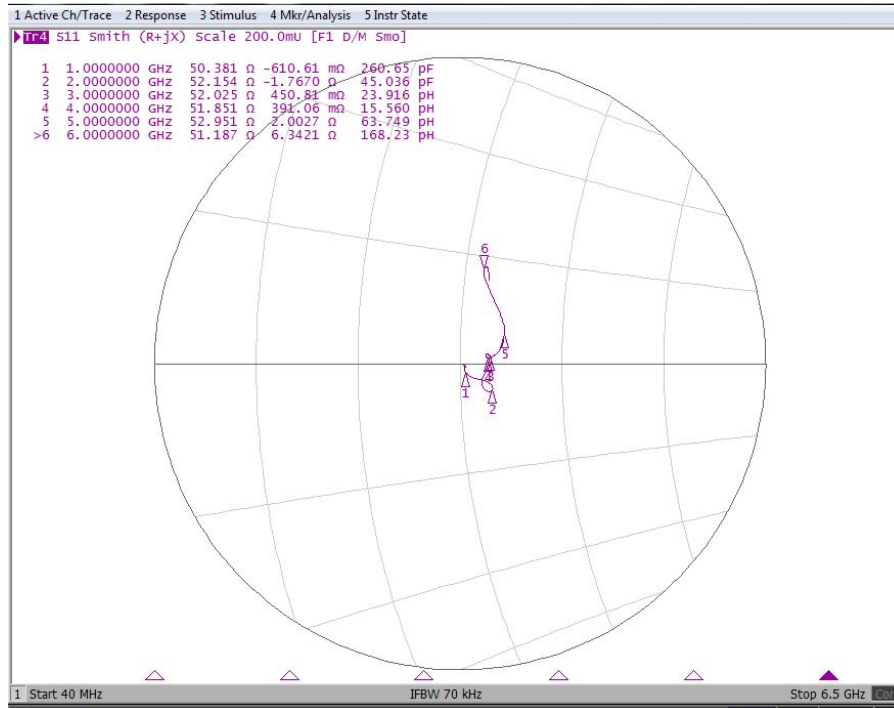 1 Active Ch/Trace 2 Response 3 Stimulus 4 Mkr/Analysis 5 Instr State
Tr4 S11 Smith (R+jX) Scale 200.0mU [F1 D/M Smo]
1 1.0000000 GHz 50.381 Ω -610.61 mΩ 260.65 pF
2 2.0000000 GHz 52.154 Ω -1.7670 Ω 45.036 pF
3 3.0000000 GHz 52.025 Ω 450.81 mΩ 23.916 pH
4 4.0000000 GHz 51.851 Ω 391.06 mΩ 15.560 pH
5 5.0000000 GHz 52.951 Ω 2.0027 Ω 63.749 pH
>6 6.0000000 GHz 51.187 Ω 6.3421 Ω 168.23 pH
6
5
1
2
1 Start 40 MHz IFBW 70 kHz Stop 6.5 GHz Cor